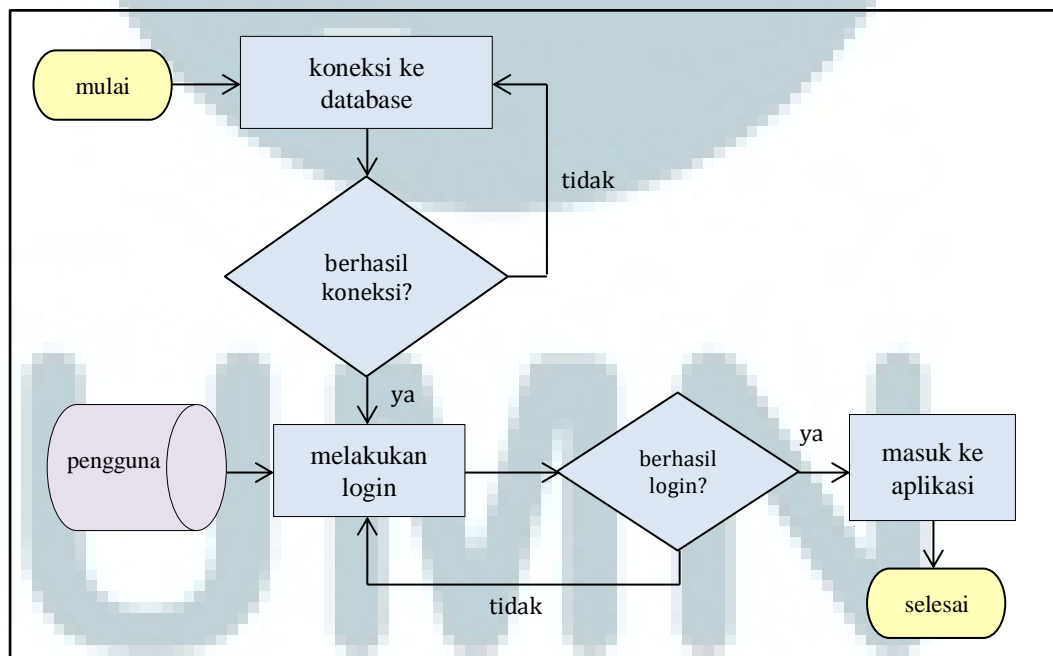 mulai
koneksi ke
database
tidak
berhasil
koneksi?
ya
pengguna
melakukan
login
berhasil
login?
ya
masuk ke
aplikasi
tidak
selesai
UMN